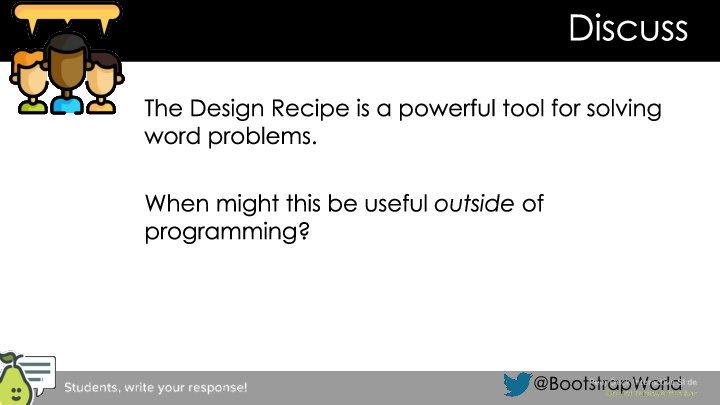 Discuss
The Design Recipe is a powerful tool for solving
word problems.
When might this be useful outside of
programming?
Students, write your response!
@BootstrapWorld